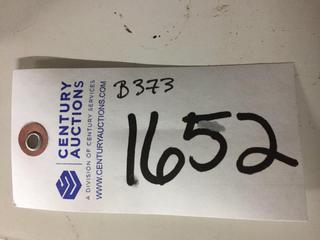 B373
1652
CENTURY
AUCTIONS
A DIVISION OF CENTURY SERVICES
WWW.CENTURYAUCTIONS.COM